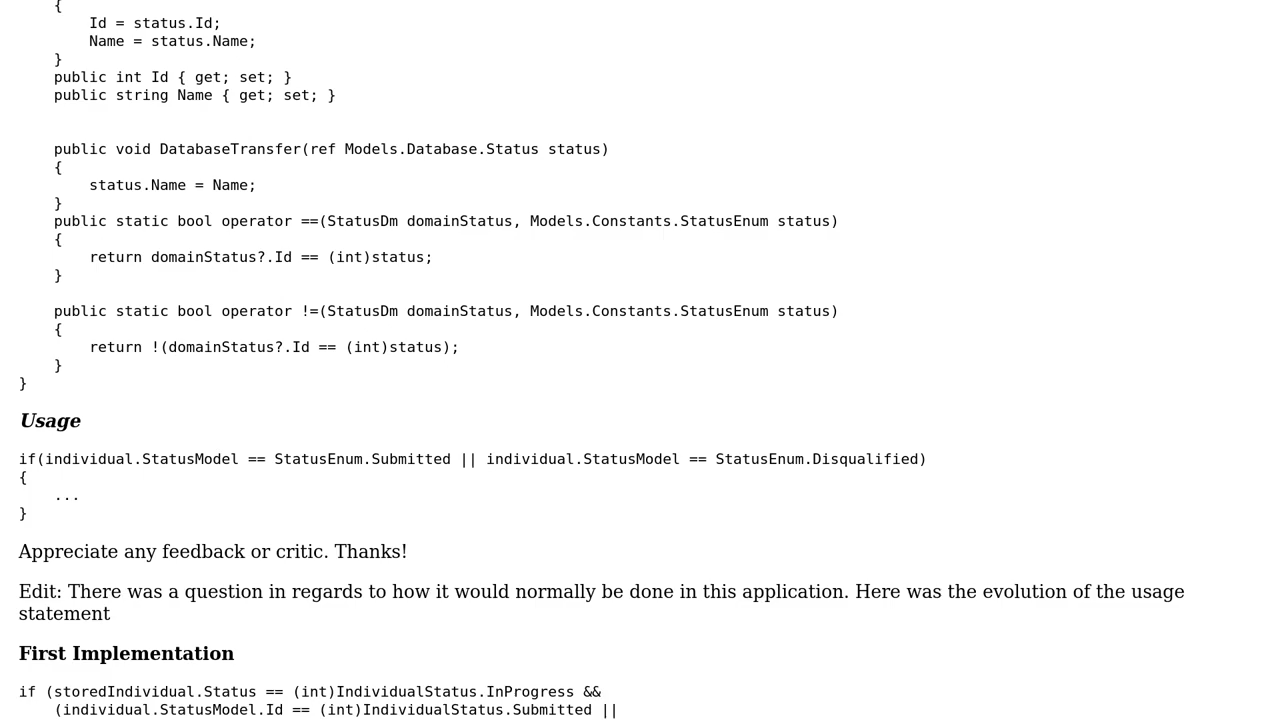 {
        Id = status.Id;
        Name = status.Name;
    }
    public int Id { get; set; }
    public string Name { get; set; }
    public void DatabaseTransfer(ref Models.Database.Status status)
    {
        status.Name = Name;
    }
    public static bool operator ==(StatusDm domainStatus, Models.Constants.StatusEnum status)
    {
        return domainStatus?.Id == (int)status;
    }
    public static bool operator !=(StatusDm domainStatus, Models.Constants.StatusEnum status)
    {
        return !(domainStatus?.Id == (int)status);
    }
}
Usage
if(individual.StatusModel == StatusEnum.Submitted || individual.StatusModel == StatusEnum.Disqualified)
{
    ...
}
Appreciate any feedback or critic. Thanks!
Edit: There was a question in regards to how it would normally be done in this application. Here was the evolution of the usage
statement
First Implementation
if (storedIndividual.Status == (int)IndividualStatus.InProgress &&
    (individual.StatusModel.Id == (int)IndividualStatus.Submitted ||